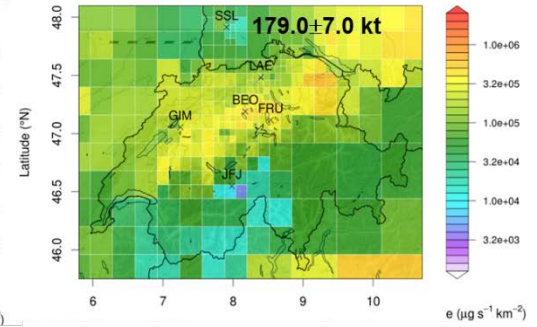 179.0±7.0 kt
SSL
LAE
BEO
FRU
GIM
JFJ
Latitude (°N)
48.0
47.5
47.0
46.5
46.0
6 7 8 9 10
1.0e+06
3.2e+05
1.0e+05
3.2e+04
1.0e+04
3.2e+03
e (µg s⁻¹ km⁻²)
)